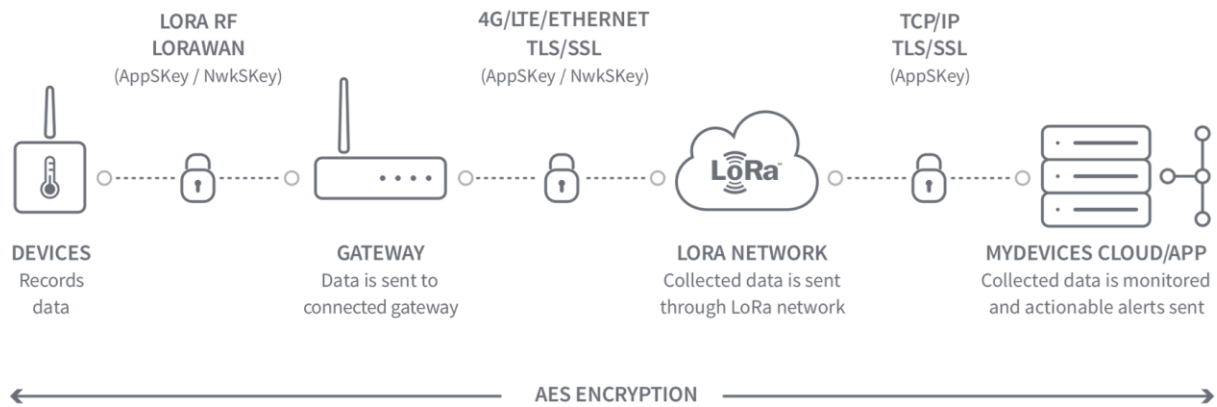 LORA RF
LORAWAN
(AppSKey / NwkSKey)
4G/LTE/ETHERNET
TLS/SSL
(AppSKey / NwkSKey)
TCP/IP
TLS/SSL
(AppSKey)
LoRa™
DEVICES
Records
data
GATEWAY
Data is sent to
connected gateway
LORA NETWORK
Collected data is sent
through LoRa network
MYDEVICES CLOUD/APP
Collected data is monitored
and actionable alerts sent
AES ENCRYPTION